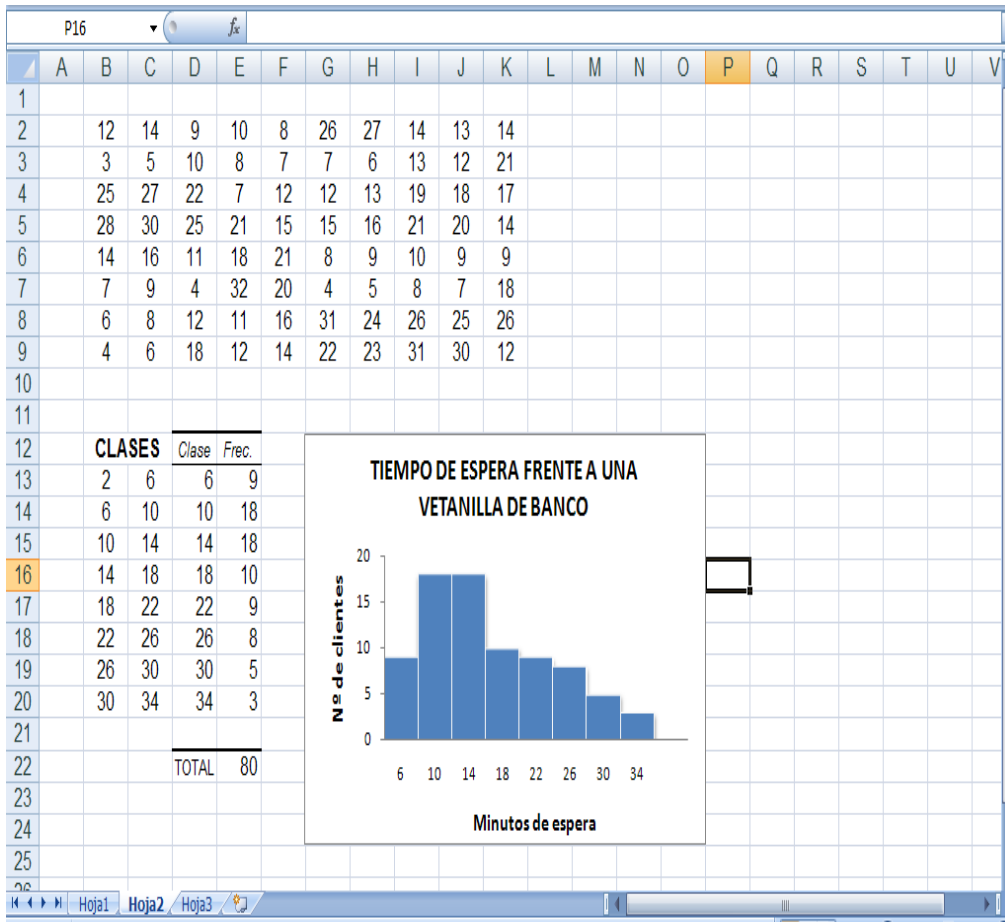 P16 fx
A B C D E F G H I J K L M N O P Q R S T U V
1
2 12 14 9 10 8 26 27 14 13 14
3 3 5 10 8 7 7 6 13 12 21
4 25 27 22 7 12 12 13 19 18 17
5 28 30 25 21 15 15 16 21 20 14
6 14 16 11 18 21 8 9 10 9 9
7 7 9 4 32 20 4 5 8 7 18
8 6 8 12 11 16 31 24 26 25 26
9 4 6 18 12 14 22 23 31 30 12
10
11
12 CLASES Clase Frec.
13 2 6 6 9
14 6 10 10 18
15 10 14 14 18
16 14 18 18 10
17 18 22 22 9
18 22 26 26 8
19 26 30 30 5
20 30 34 34 3
21
22 TOTAL 80
23
24
25
26
TIEMPO DE ESPERA FRENTE A UNA
VETANILLA DE BANCO
Nº de clientes
20
15
10
5
0
6 10 14 18 22 26 30 34
Minutos de espera
Hoja1 Hoja2 Hoja3